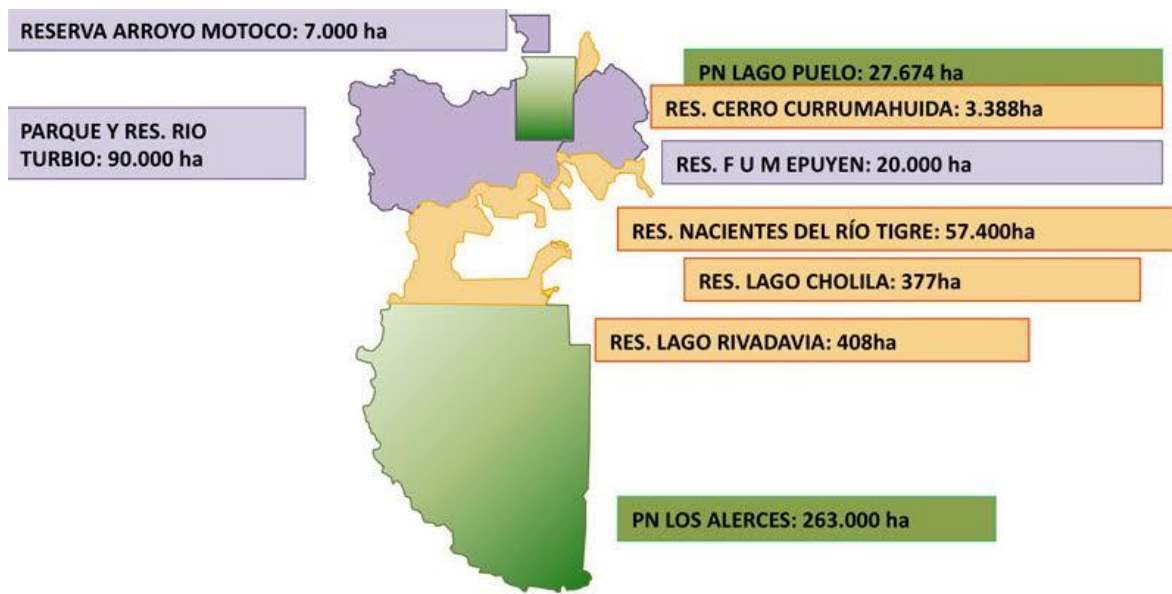 RESERVA ARROYO MOTOCO: 7.000 ha
PN LAGO PUELO: 27.674 ha
RES. CERRO CURRUMAHUIDA: 3.388ha
PARQUE Y RES. RIO
TURBIO: 90.000 ha
RES. F U M EPUYEN: 20.000 ha
RES. NACIENTES DEL RÍO TIGRE: 57.400ha
RES. LAGO CHOLILA: 377ha
RES. LAGO RIVADAVIA: 408ha
PN LOS ALERCES: 263.000 ha